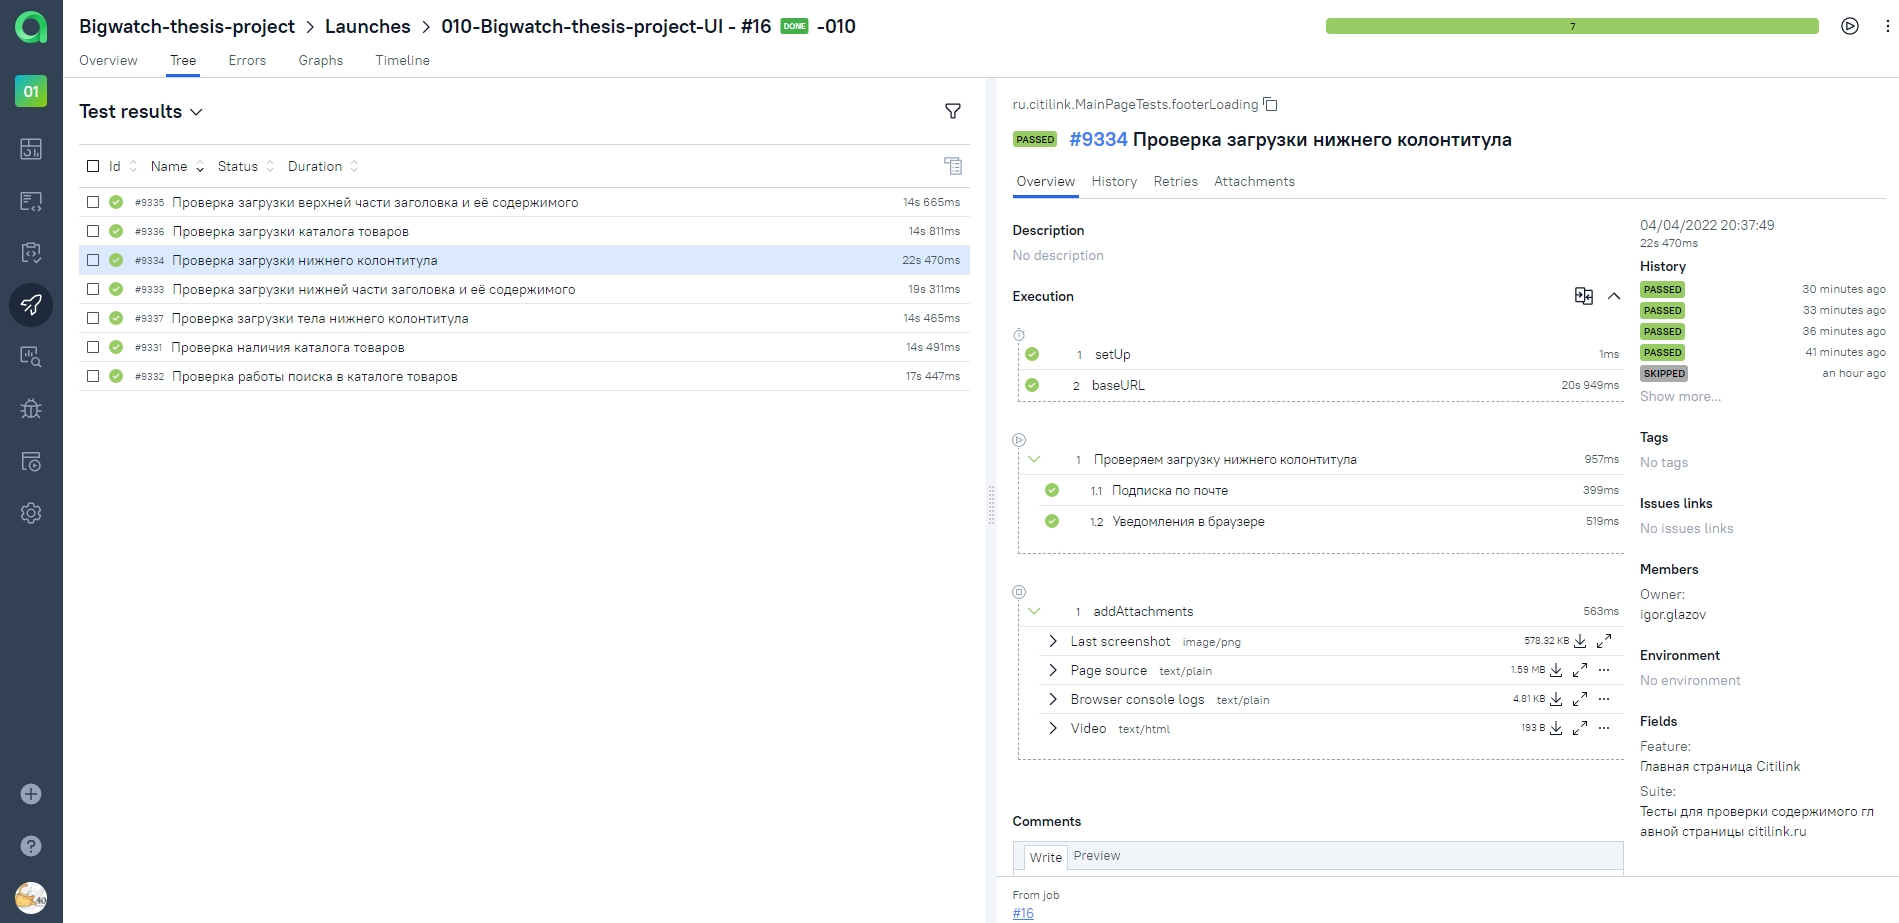 Bigwatch-thesis-project > Launches > 010-Bigwatch-thesis-project-UI - #16 DONE -010
7
Overview Tree Errors Graphs Timeline
01
Test results
Id Name Status Duration
#9335 Проверка загрузки верхней части заголовка и её содержимого 14s 665ms
#9336 Проверка загрузки каталога товаров 14s 811ms
#9334 Проверка загрузки нижнего колонтитула 22s 470ms
#9333 Проверка загрузки нижней части заголовка и её содержимого 19s 311ms
#9337 Проверка загрузки тела нижнего колонтитула 14s 465ms
#9331 Проверка наличия каталога товаров 14s 491ms
#9332 Проверка работы поиска в каталоге товаров 17s 447ms
ru.citilink.MainPageTests.footerLoading
PASSED #9334 Проверка загрузки нижнего колонтитула
Overview History Retries Attachments
Description
No description
Execution
1 setUp 1ms
2 baseURL 20s 949ms
1 Проверяем загрузку нижнего колонтитула 957ms
1.1 Подписка по почте 399ms
1.2 Уведомления в браузере 519ms
1 addAttachments 563ms
Last screenshot image/png 578.32 KB
Page source text/plain 1.59 MB
Browser console logs text/plain 4.81 KB
Video text/html 193 B
Comments
Write Preview
From job
#16
04/04/2022 20:37:49
22s 470ms
History
PASSED 30 minutes ago
PASSED 33 minutes ago
PASSED 36 minutes ago
PASSED 41 minutes ago
SKIPPED an hour ago
Show more...
Tags
No tags
Issues links
No issues links
Members
Owner:
igor.glazov
Environment
No environment
Fields
Feature:
Главная страница Citilink
Suite:
Тесты для проверки содержимого гл
авной страницы citilink.ru